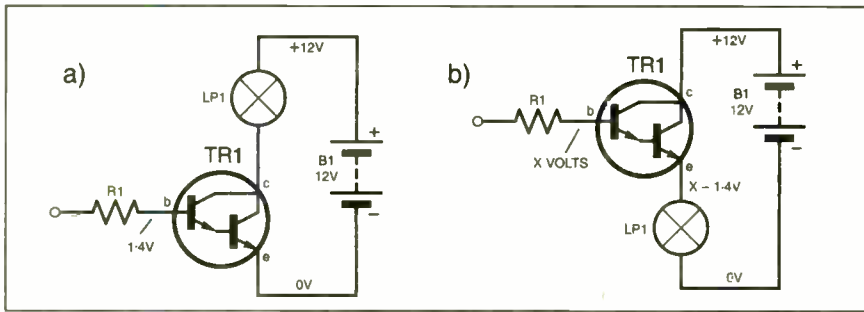 a)
+12V
LP1
TR1
c
B1
12V
+
R1
b
1·4V
e
−
0V
b)
+12V
TR1
c
B1
12V
+
R1
b
X VOLTS
e
−
X − 1·4V
LP1
0V